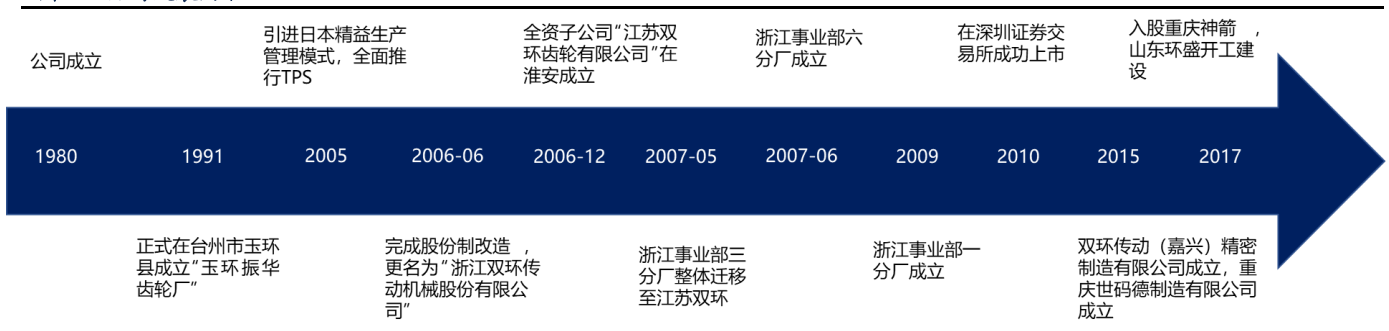 公司成立
引进日本精益生产
管理模式，全面推
行TPS
全资子公司“江苏双
环齿轮有限公司”在
淮安成立
浙江事业部六
分厂成立
在深圳证券交
易所成功上市
入股重庆神箭，
山东环盛开工建
设
1980 1991 2005 2006-06 2006-12 2007-05 2007-06 2009 2010 2015 2017
正式在台州市玉环
县成立“玉环振华
齿轮厂”
完成股份制改造，
更名为“浙江双环传
动机械股份有限公
司”
浙江事业部三
分厂整体迁移
至江苏双环
浙江事业部一
分厂成立
双环传动（嘉兴）精密
制造有限公司成立，重
庆世码德制造有限公司
成立